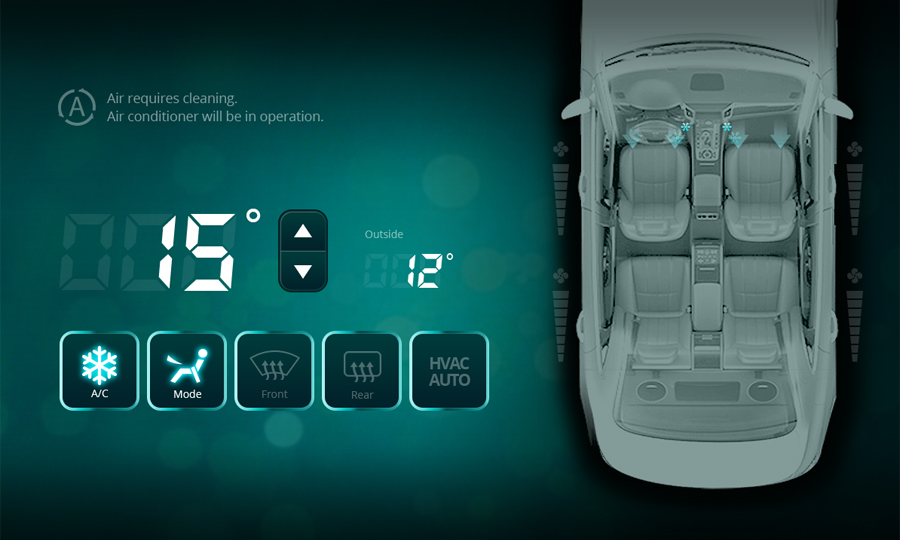 A
Air requires cleaning.
Air conditioner will be in operation.
15°
Outside
12°
A/C
Mode
Front
Rear
HVAC
AUTO